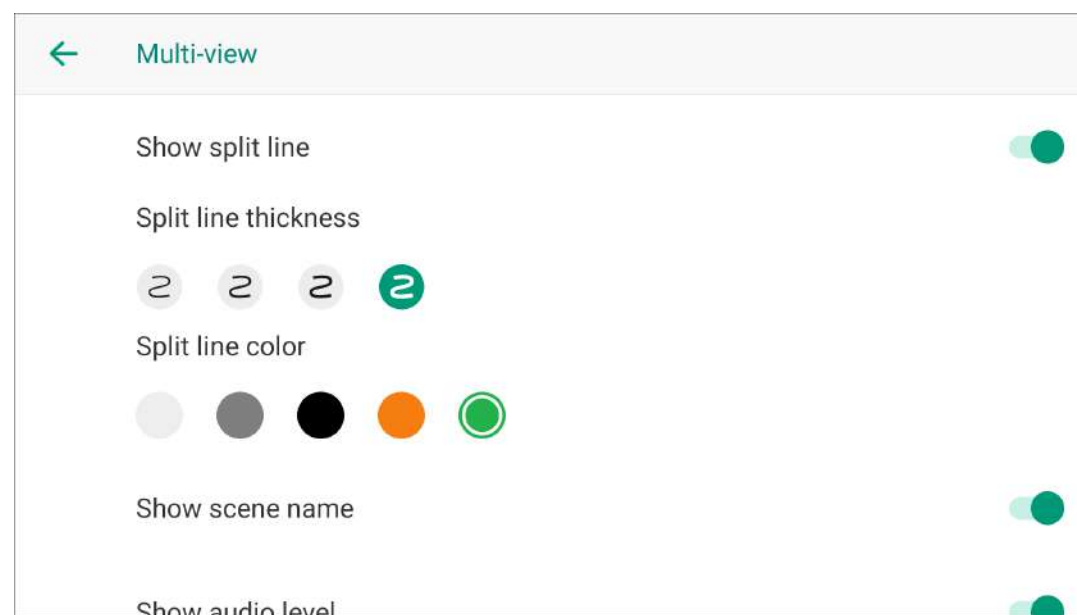 Multi-view
Show split line
Split line thickness
Split line color
Show scene name
Show audio level